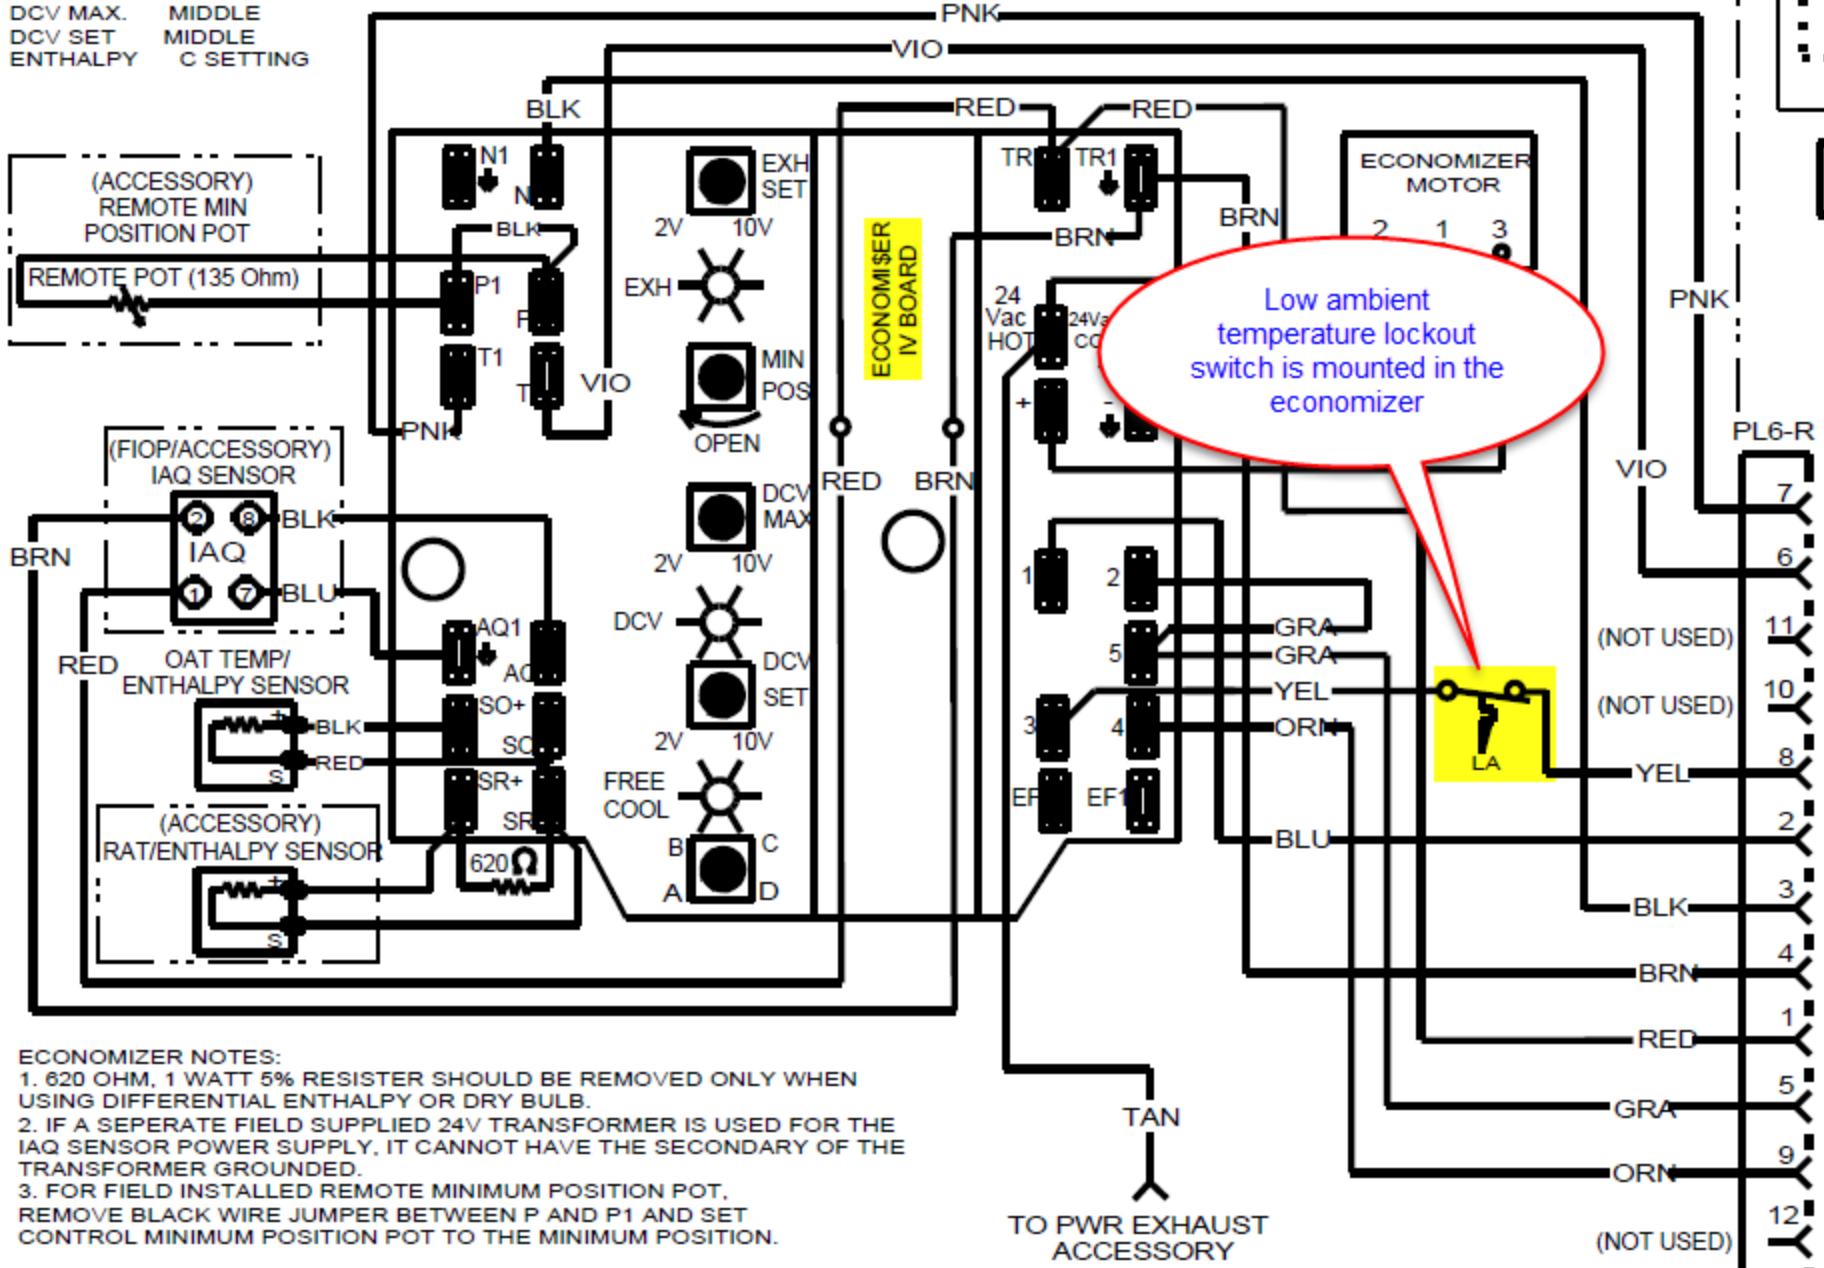 DCV MAX. MIDDLE
DCV SET MIDDLE
ENTHALPY C SETTING
PNK
VIO
BLK
RED
RED
(ACCESSORY)
REMOTE MIN
POSITION POT
REMOTE POT (135 Ohm)
N1
N
BLK
P1
T1
T
VIO
PNK
EXH
SET
2V 10V
EXH
MIN
POS
OPEN
DCV
MAX
2V 10V
DCV
DCV
SET
2V 10V
FREE
COOL
B C
A D
ECONOMI$ER
IV BOARD
RED
BRN
TR
TR1
BRN
BRN
24
Vac
HOT
+
-
ECONOMIZER
MOTOR
2 1 3
Low ambient
temperature lockout
switch is mounted in the
economizer
PNK
VIO
(FIOP/ACCESSORY)
IAQ SENSOR
2 8
IAQ
1 7
BLK
BLU
BRN
RED
OAT TEMP/
ENTHALPY SENSOR
+
BLK
RED
S
AQ1
SO+
SR+
SR
620 Ω
(ACCESSORY)
RAT/ENTHALPY SENSOR
+
S
1
2
5
3
4
EF
EF1
GRA
GRA
YEL
ORN
BLU
LA
PL6-R
7
6
(NOT USED) 11
(NOT USED) 10
YEL 8
2
BLK 3
BRN 4
RED 1
GRA 5
ORN 9
(NOT USED) 12
TAN
TO PWR EXHAUST
ACCESSORY
ECONOMIZER NOTES:
1. 620 OHM, 1 WATT 5% RESISTER SHOULD BE REMOVED ONLY WHEN
USING DIFFERENTIAL ENTHALPY OR DRY BULB.
2. IF A SEPERATE FIELD SUPPLIED 24V TRANSFORMER IS USED FOR THE
IAQ SENSOR POWER SUPPLY, IT CANNOT HAVE THE SECONDARY OF THE
TRANSFORMER GROUNDED.
3. FOR FIELD INSTALLED REMOTE MINIMUM POSITION POT,
REMOVE BLACK WIRE JUMPER BETWEEN P AND P1 AND SET
CONTROL MINIMUM POSITION POT TO THE MINIMUM POSITION.